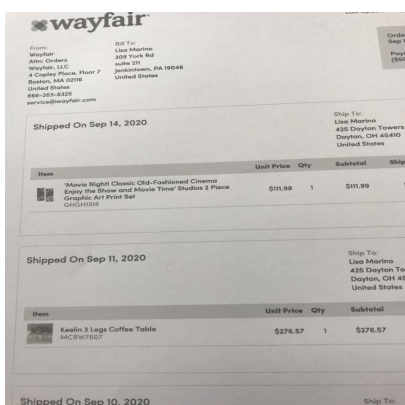 wayfair
From:
Wayfair
Attn: Orders
Wayfair, LLC
4 Copley Place, Floor 7
Boston, MA 02116
United States
866-263-8325
service@wayfair.com
Bill To:
Lisa Marino
309 York Rd
suite 211
Jenkintown, PA 19046
United States
Shipped On Sep 14, 2020
Ship To:
Lisa Marino
425 Dayton Towers
Dayton, OH 45410
United States
Item Unit Price Qty Subtotal Ship
'Movie Night! Classic Old-Fashioned Cinema
Enjoy the Show and Movie Time' Studios 2 Piece
Graphic Art Print Set
GHGH1318
$111.99 1 $111.99
Shipped On Sep 11, 2020
Ship To:
Lisa Marino
425 Dayton To
Dayton, OH 45
United States
Item Unit Price Qty Subtotal
Keelin 3 Legs Coffee Table
MCRW7607
$276.57 1 $276.57
Shipped On Sep 10, 2020
Ship To: